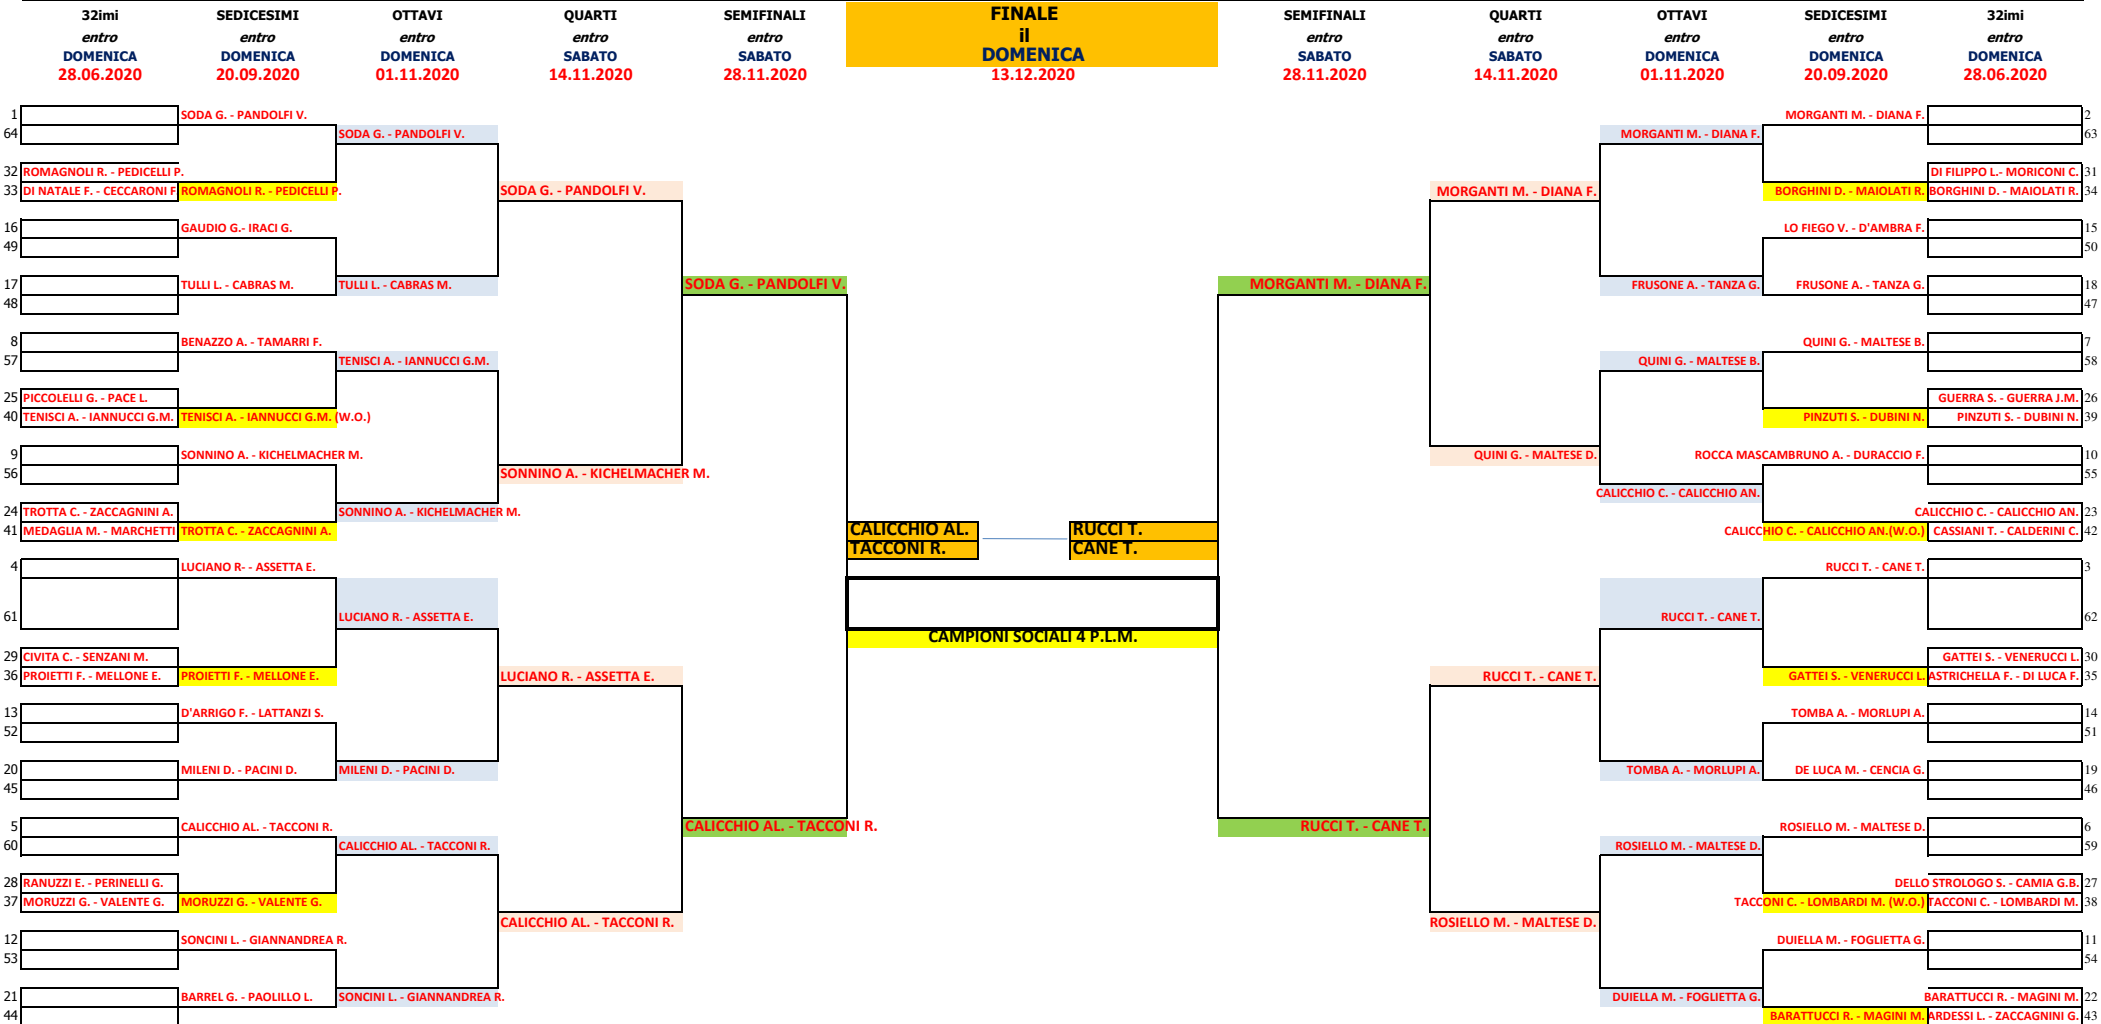 32imi SEDICESIMI OTTAVI QUARTI SEMIFINALI FINALE SEMIFINALI QUARTI OTTAVI SEDICESIMI 32imi
entro entro entro entro entro il entro entro entro entro entro
DOMENICA DOMENICA DOMENICA SABATO SABATO DOMENICA SABATO SABATO DOMENICA DOMENICA DOMENICA
28.06.2020 20.09.2020 01.11.2020 14.11.2020 28.11.2020 13.12.2020 28.11.2020 14.11.2020 01.11.2020 20.09.2020 28.06.2020
1 SODA G. - PANDOLFI V. MORGANTI M. - DIANA F. 2
64 SODA G. - PANDOLFI V. MORGANTI M. - DIANA F. 63
32 ROMAGNOLI R. - PEDICELLI P. DI FILIPPO L.- MORICONI C. 31
33 DI NATALE F. - CECCARONI F ROMAGNOLI R. - PEDICELLI P. SODA G. - PANDOLFI V. MORGANTI M. - DIANA F. BORGHINI D. - MAIOLATI R. BORGHINI D. - MAIOLATI R. 34
16 GAUDIO G.- IRACI G. LO FIEGO V. - D'AMBRA F. 15
49 50
17 TULLI L. - CABRAS M. TULLI L. - CABRAS M. SODA G. - PANDOLFI V. MORGANTI M. - DIANA F. FRUSONE A. - TANZA G. FRUSONE A. - TANZA G. 18
48 47
8 BENAZZO A. - TAMARRI F. QUINI G. - MALTESE B. 7
57 TENISCI A. - IANNUCCI G.M. QUINI G. - MALTESE B. 58
25 PICCOLELLI G. - PACE L. GUERRA S. - GUERRA J.M. 26
40 TENISCI A. - IANNUCCI G.M. TENISCI A. - IANNUCCI G.M. (W.O.) PINZUTI S. - DUBINI N. PINZUTI S. - DUBINI N. 39
9 SONNINO A. - KICHELMACHER M. QUINI G. - MALTESE D. ROCCA MASCAMBRUNO A. - DURACCIO F. 10
56 SONNINO A. - KICHELMACHER M. 55
CALICCHIO C. - CALICCHIO AN.
24 TROTTA C. - ZACCAGNINI A. SONNINO A. - KICHELMACHER M. CALICCHIO C. - CALICCHIO AN. 23
41 MEDAGLIA M. - MARCHETTI TROTTA C. - ZACCAGNINI A. CALICCHIO AL. RUCCI T. CALICCHIO C. - CALICCHIO AN.(W.O.) CASSIANI T. - CALDERINI C. 42
TACCONI R. CANE T.
4 LUCIANO R- - ASSETTA E. RUCCI T. - CANE T. 3
61 LUCIANO R. - ASSETTA E. RUCCI T. - CANE T. 62
CAMPIONI SOCIALI 4 P.L.M.
29 CIVITA C. - SENZANI M. GATTEI S. - VENERUCCI L. 30
36 PROIETTI F. - MELLONE E. PROIETTI F. - MELLONE E. LUCIANO R. - ASSETTA E. RUCCI T. - CANE T. GATTEI S. - VENERUCCI L. ASTRICHELLA F. - DI LUCA F. 35
13 D'ARRIGO F. - LATTANZI S. TOMBA A. - MORLUPI A. 14
52 51
20 MILENI D. - PACINI D. MILENI D. - PACINI D. TOMBA A. - MORLUPI A. DE LUCA M. - CENCIA G. 19
45 46
5 CALICCHIO AL. - TACCONI R. CALICCHIO AL. - TACCONI R. RUCCI T. - CANE T. ROSIELLO M. - MALTESE D. 6
60 CALICCHIO AL. - TACCONI R. ROSIELLO M. - MALTESE D. 59
28 RANUZZI E. - PERINELLI G. DELLO STROLOGO S. - CAMIA G.B. 27
37 MORUZZI G. - VALENTE G. MORUZZI G. - VALENTE G. TACCONI C. - LOMBARDI M. (W.O.) TACCONI C. - LOMBARDI M. 38
CALICCHIO AL. - TACCONI R. ROSIELLO M. - MALTESE D.
12 SONCINI L. - GIANNANDREA R. DUIELLA M. - FOGLIETTA G. 11
53 54
21 BARREL G. - PAOLILLO L. SONCINI L. - GIANNANDREA R. DUIELLA M. - FOGLIETTA G. BARATTUCCI R. - MAGINI M. 22
44 BARATTUCCI R. - MAGINI M. ARDESSI L. - ZACCAGNINI G. 43